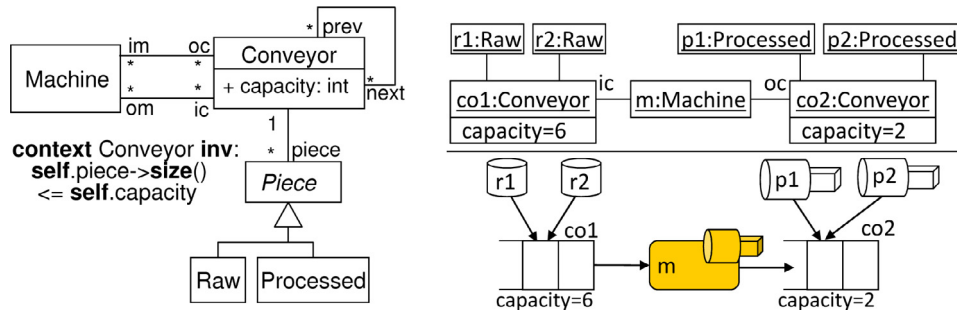 prev
im oc Conveyor
* *
Machine + capacity: int *
* * next
om ic
1
context Conveyor inv: * piece
self.piece->size() Piece
<= self.capacity
Raw Processed
r1:Raw r2:Raw p1:Processed p2:Processed
ic oc
co1:Conveyor m:Machine co2:Conveyor
capacity=6 capacity=2
r1 r2 p1 p2
co1 co2
m
capacity=6 capacity=2